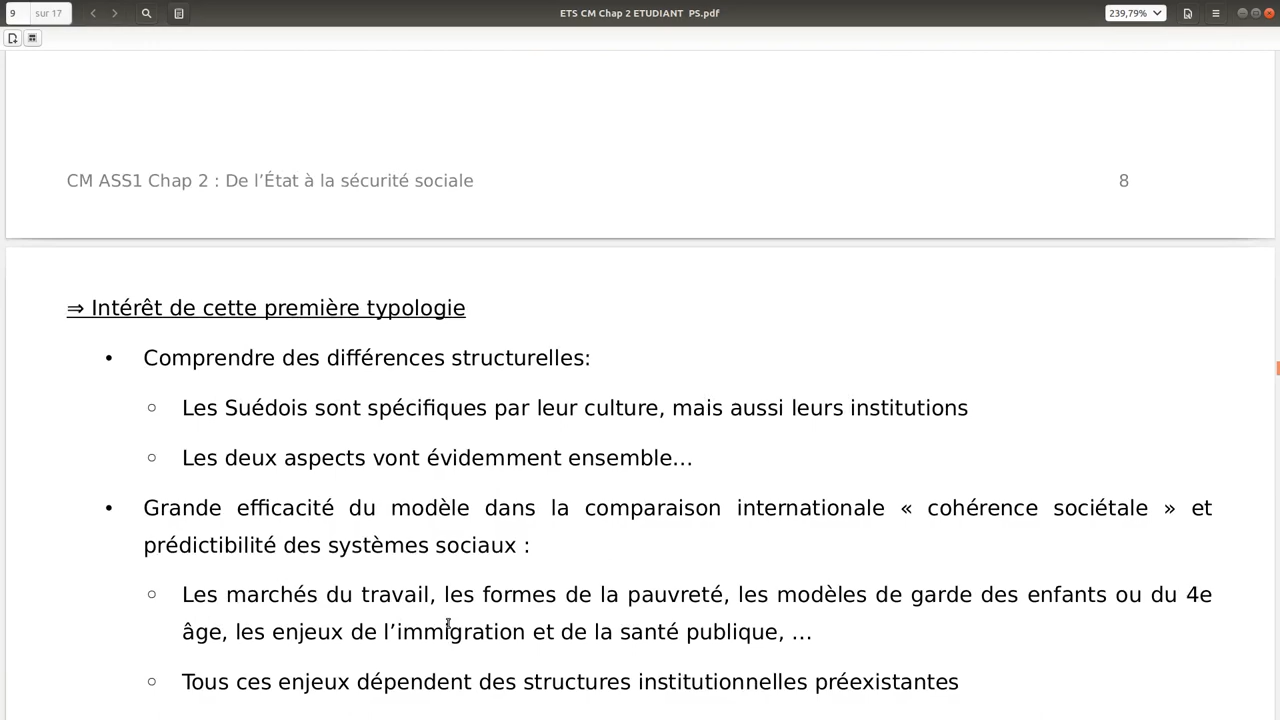 9 sur 17
ETS CM Chap 2 ETUDIANT PS.pdf
239,79%
CM ASS1 Chap 2 : De l’État à la sécurité sociale
8
⇒ Intérêt de cette première typologie
• Comprendre des différences structurelles:
○ Les Suédois sont spécifiques par leur culture, mais aussi leurs institutions
○ Les deux aspects vont évidemment ensemble…
• Grande efficacité du modèle dans la comparaison internationale « cohérence sociétale » et
prédictibilité des systèmes sociaux :
○ Les marchés du travail, les formes de la pauvreté, les modèles de garde des enfants ou du 4e
âge, les enjeux de l’immigration et de la santé publique, …
○ Tous ces enjeux dépendent des structures institutionnelles préexistantes